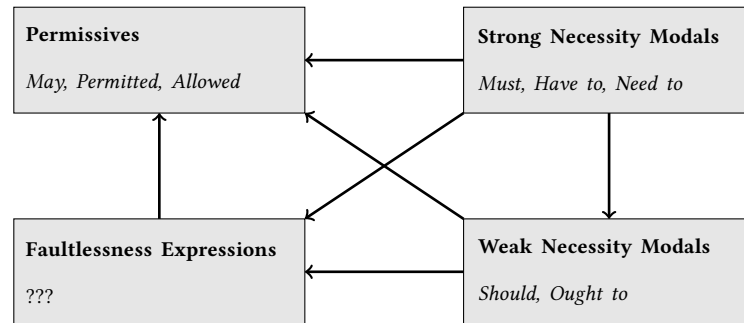 Permissives
May, Permitted, Allowed
Strong Necessity Modals
Must, Have to, Need to
Faultlessness Expressions
???
Weak Necessity Modals
Should, Ought to